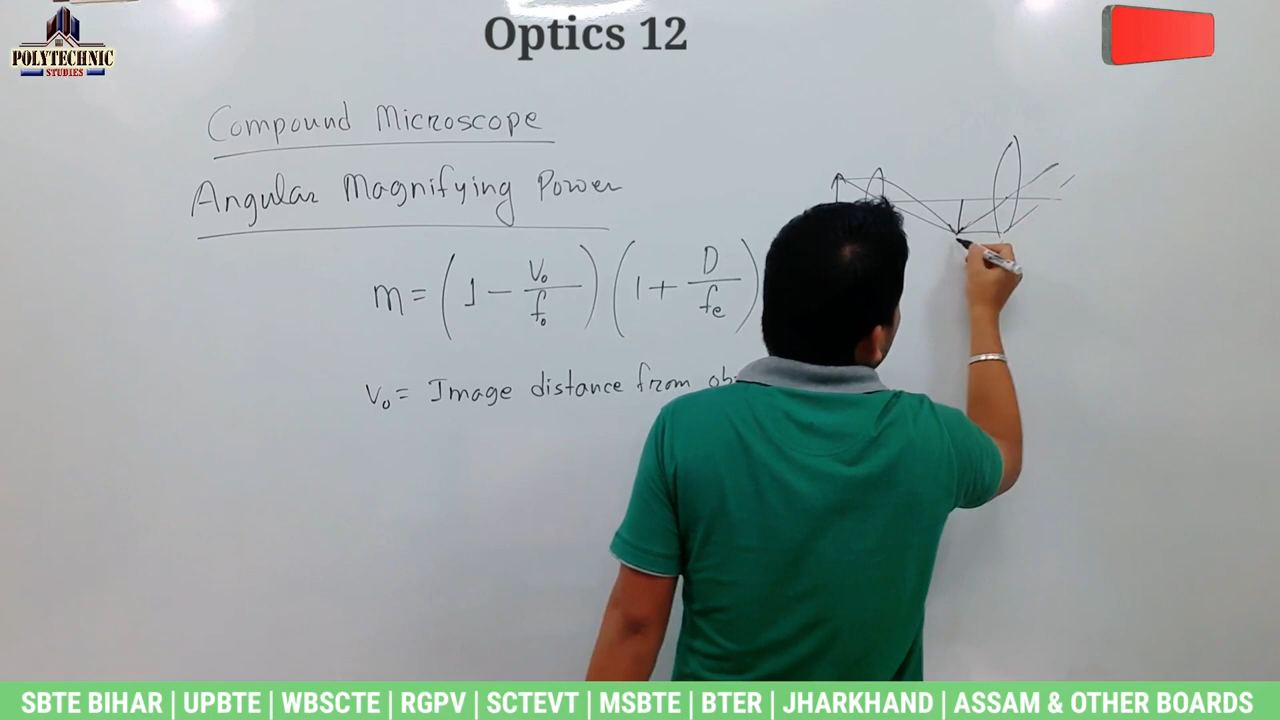 Optics 12
POLYTECHNIC
STUDIES
Compound Microscope
Angular Magnifying Power
m = (1 - V₀/f₀) (1 + D/fe)
V₀ = Image distance from
SBTE BIHAR | UPBTE | WBSCTE | RGPV | SCTEVT | MSBTE | BTER | JHARKHAND | ASSAM & OTHER BOARDS